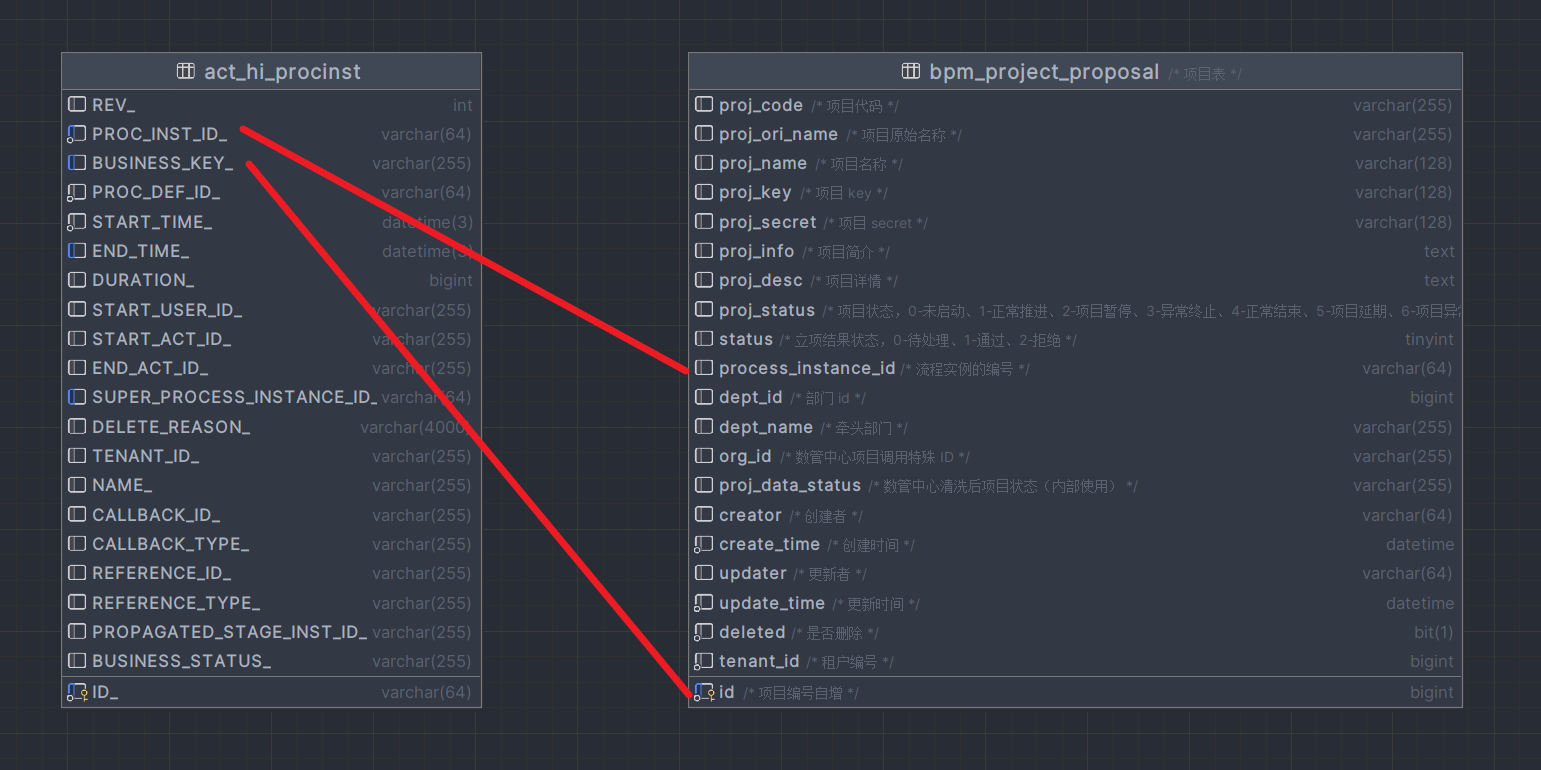 act_hi_procinst
REV_ int
PROC_INST_ID_ varchar(64)
BUSINESS_KEY_ varchar(255)
PROC_DEF_ID_ varchar(64)
START_TIME_ datetime(3)
END_TIME_ datetime(3)
DURATION_ bigint
START_USER_ID_ varchar(255)
START_ACT_ID_ varchar(255)
END_ACT_ID_ varchar(255)
SUPER_PROCESS_INSTANCE_ID_ varchar(64)
DELETE_REASON_ varchar(4000)
TENANT_ID_ varchar(255)
NAME_ varchar(255)
CALLBACK_ID_ varchar(255)
CALLBACK_TYPE_ varchar(255)
REFERENCE_ID_ varchar(255)
REFERENCE_TYPE_ varchar(255)
PROPAGATED_STAGE_INST_ID_ varchar(255)
BUSINESS_STATUS_ varchar(255)
ID_ varchar(64)
bpm_project_proposal /* 项目表 */
proj_code /* 项目代码 */ varchar(255)
proj_ori_name /* 项目原始名称 */ varchar(255)
proj_name /* 项目名称 */ varchar(128)
proj_key /* 项目 key */ varchar(128)
proj_secret /* 项目 secret */ varchar(128)
proj_info /* 项目简介 */ text
proj_desc /* 项目详情 */ text
proj_status /* 项目状态，0-未启动、1-正常推进、2-项目暂停、3-异常终止、4-正常结束、5-项目延期、6-项目异
status /* 立项结果状态，0-待处理、1-通过、2-拒绝 */ tinyint
process_instance_id /* 流程实例的编号 */ varchar(64)
dept_id /* 部门 id */ bigint
dept_name /* 牵头部门 */ varchar(255)
org_id /* 数管中心项目调用特殊 ID */ varchar(255)
proj_data_status /* 数管中心清洗后项目状态（内部使用） */ varchar(255)
creator /* 创建者 */ varchar(64)
create_time /* 创建时间 */ datetime
updater /* 更新者 */ varchar(64)
update_time /* 更新时间 */ datetime
deleted /* 是否删除 */ bit(1)
tenant_id /* 租户编号 */ bigint
id /* 项目编号自增 */ bigint